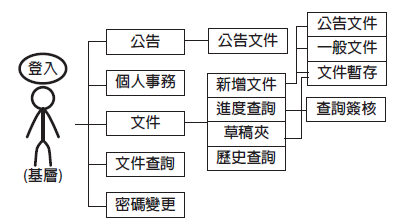 登入
(基層)
公告
個人事務
文件
文件查詢
密碼變更
公告文件
新增文件
進度查詢
草稿夾
歷史查詢
公告文件
一般文件
文件暫存
查詢簽核